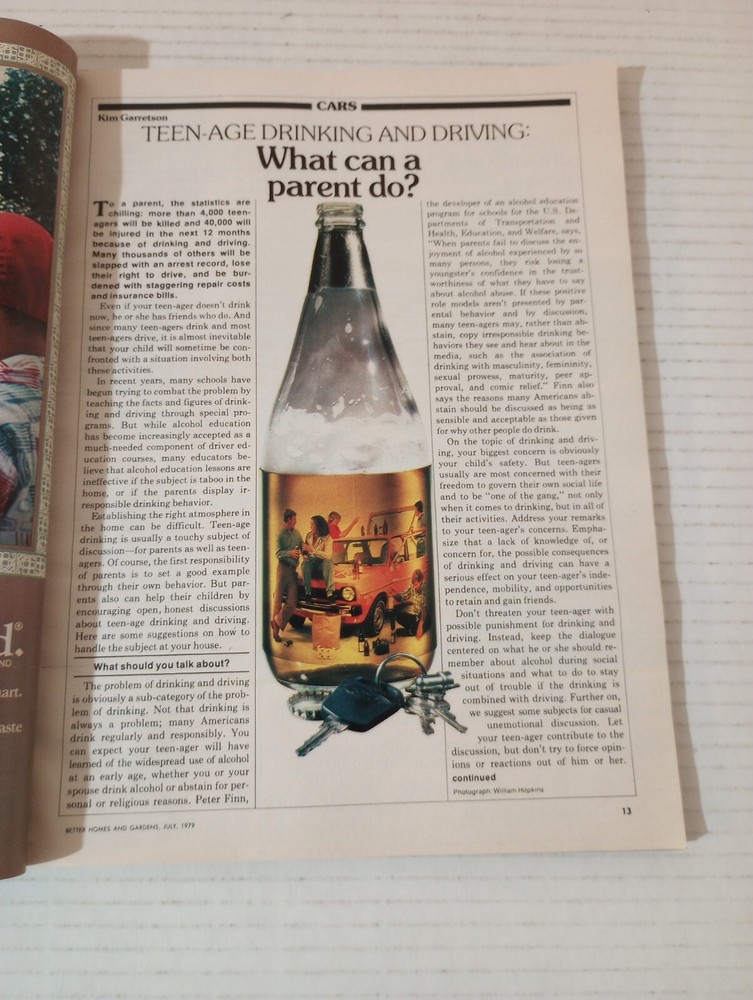 CARS
Kim Garretson
TEEN-AGE DRINKING AND DRIVING:
What can a
parent do?
To a parent, the statistics are
chilling: more than 4,000 teen-
agers will be killed and 40,000 will
be injured in the next 12 months
because of drinking and driving.
Many thousands of others will be
slapped with an arrest record, lose
their right to drive, and be bur-
dened with staggering repair costs
and insurance bills.
Even if your teen-ager doesn't drink
now, he or she has friends who do. And
since many teen-agers drink and most
teen-agers drive, it is almost inevitable
that your child will sometime be con-
fronted with a situation involving both
these activities.
In recent years, many schools have
begun trying to combat the problem by
teaching the facts and figures of drink-
ing and driving through special pro-
grams. But while alcohol education
has become increasingly accepted as a
much-needed component of driver ed-
ucation courses, many educators be-
lieve that alcohol education lessons are
ineffective if the subject is taboo in the
home, or if the parents display ir-
responsible drinking behavior.
Establishing the right atmosphere in
the home can be difficult. Teen-age
drinking is usually a touchy subject of
discussion—for parents as well as teen-
agers. Of course, the first responsibility
of parents is to set a good example
through their own behavior. But par-
ents also can help their children by
encouraging open, honest discussions
about teen-age drinking and driving.
Here are some suggestions on how to
handle the subject at your house.
What should you talk about?
The problem of drinking and driving
is obviously a sub-category of the prob-
lem of drinking. Not that drinking is
always a problem; many Americans
drink regularly and responsibly. You
can expect your teen-ager will have
learned of the widespread use of alcohol
at an early age, whether you or your
spouse drink alcohol or abstain for per-
sonal or religious reasons. Peter Finn,
the developer of an alcohol education
program for schools for the U.S. De-
partments of Transportation and
Health, Education, and Welfare, says,
"When parents fail to discuss the en-
joyment of alcohol experienced by so
many persons, they risk losing a
youngster's confidence in the trust-
worthiness of what they have to say
about alcohol abuse. If these positive
role models aren't presented by par-
ental behavior and by discussion,
many teen-agers may, rather than ab-
stain, copy irresponsible drinking be-
haviors they see and hear about in the
media, such as the association of
drinking with masculinity, femininity,
sexual prowess, maturity, peer ap-
proval, and comic relief." Finn also
says the reasons many Americans ab-
stain should be discussed as being as
sensible and acceptable as those given
for why other people do drink.
On the topic of drinking and driv-
ing, your biggest concern is obviously
your child's safety. But teen-agers
usually are most concerned with their
freedom to govern their own social life
and to be "one of the gang," not only
when it comes to drinking, but in all of
their activities. Address your remarks
to your teen-ager's concerns. Empha-
size that a lack of knowledge of, or
concern for, the possible consequences
of drinking and driving can have a
serious effect on your teen-ager's inde-
pendence, mobility, and opportunities
to retain and gain friends.
Don't threaten your teen-ager with
possible punishment for drinking and
driving. Instead, keep the dialogue
centered on what he or she should re-
member about alcohol during social
situations and what to do to stay
out of trouble if the drinking is
combined with driving. Further on,
we suggest some subjects for casual
unemotional discussion. Let
your teen-ager contribute to the
discussion, but don't try to force opin-
ions or reactions out of him or her.
continued
Photograph: William Hopkins
BETTER HOMES AND GARDENS, JULY, 1979
13
d.®
ND
art.
aste